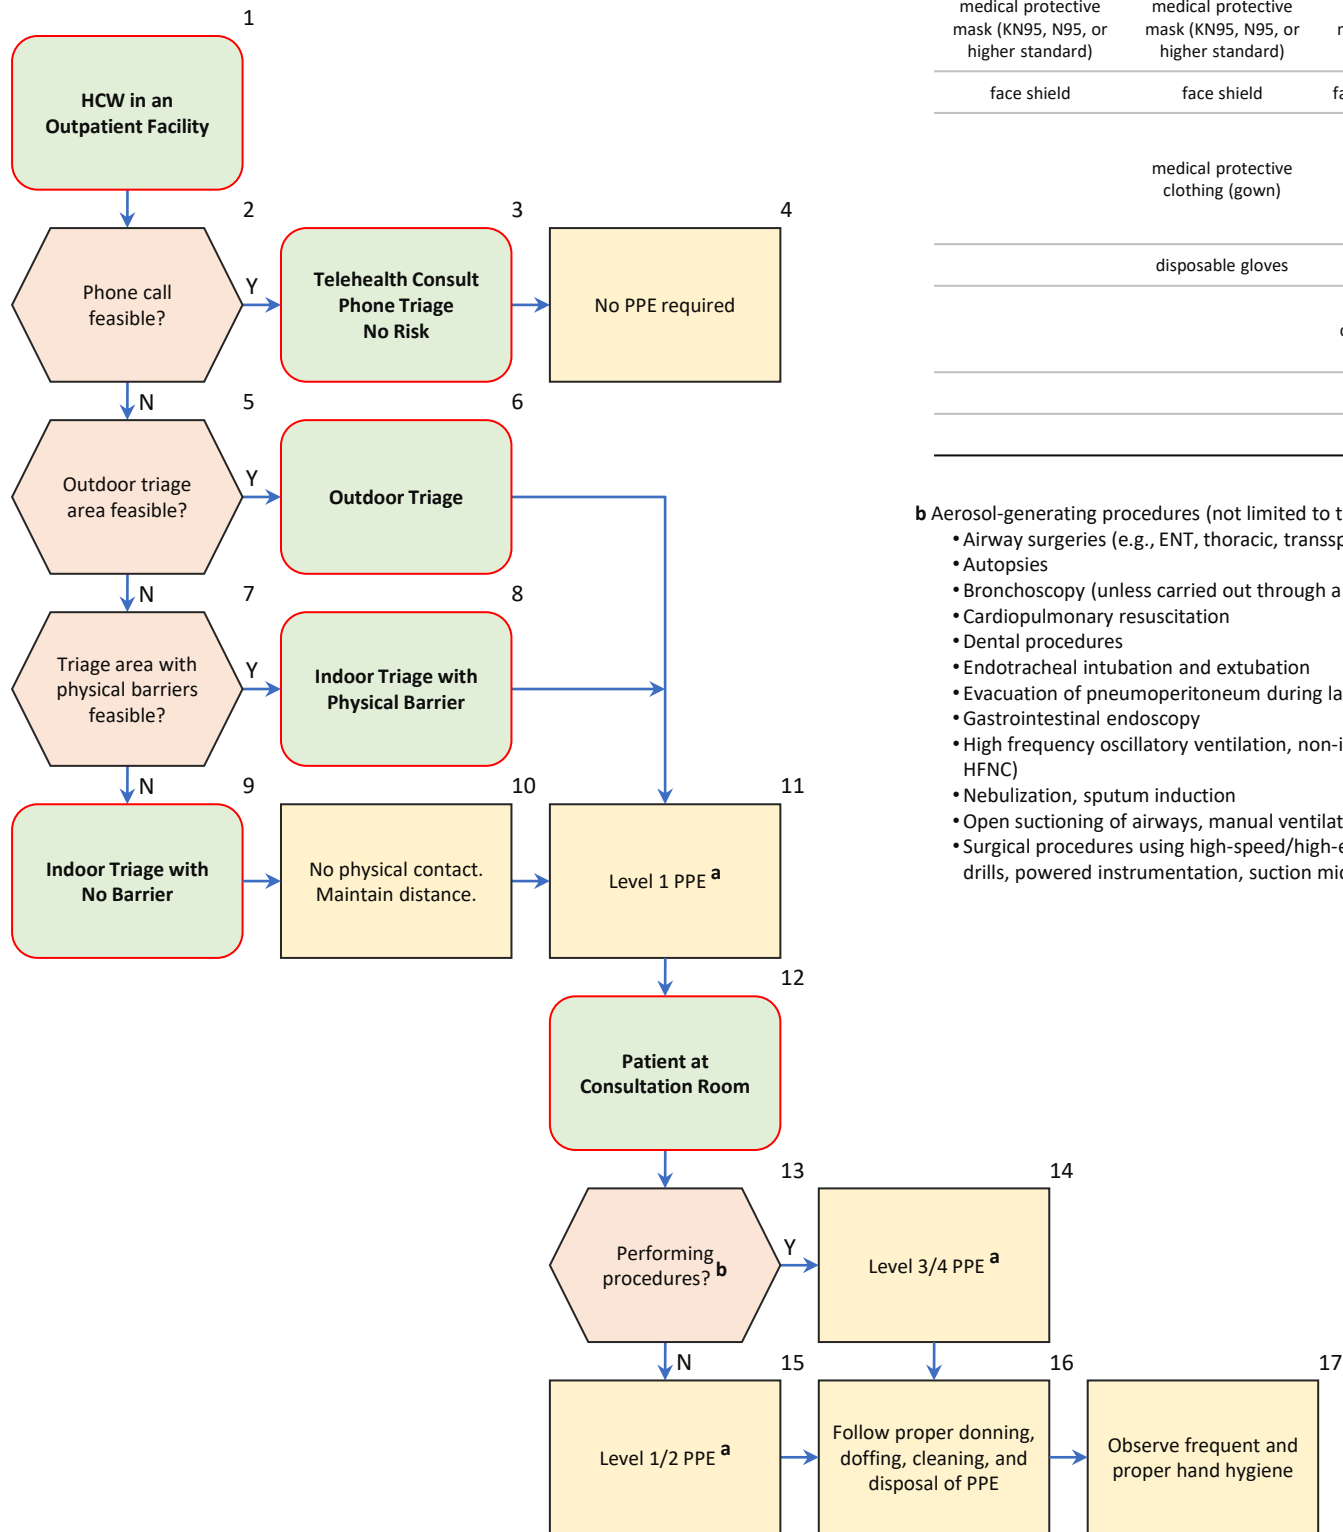 1
HCW in an
Outpatient Facility
2
Phone call
feasible?
Y
3
Telehealth Consult
Phone Triage
No Risk
4
No PPE required
N
5
Outdoor triage
area feasible?
Y
6
Outdoor Triage
N
7
Triage area with
physical barriers
feasible?
Y
8
Indoor Triage with
Physical Barrier
N
9
Indoor Triage with
No Barrier
10
No physical contact.
Maintain distance.
11
Level 1 PPE a
12
Patient at
Consultation Room
13
Performing
procedures? b
Y
14
Level 3/4 PPE a
N
15
Level 1/2 PPE a
16
Follow proper donning,
doffing, cleaning, and
disposal of PPE
17
Observe frequent and
proper hand hygiene
medical protective
mask (KN95, N95, or
higher standard)
medical protective
mask (KN95, N95, or
higher standard)
face shield
face shield
medical protective
clothing (gown)
disposable gloves
b Aerosol-generating procedures (not limited to
• Airway surgeries (e.g., ENT, thoracic,
• Autopsies
• Bronchoscopy (unless carried out through a
• Cardiopulmonary resuscitation
• Dental procedures
• Endotracheal intubation and extubation
• Evacuation of pneumoperitoneum during
• Gastrointestinal endoscopy
• High frequency oscillatory ventilation,
HFNC)
• Nebulization, sputum induction
• Open suctioning of airways, manual
• Surgical procedures using
drills, powered instrumentation, suction